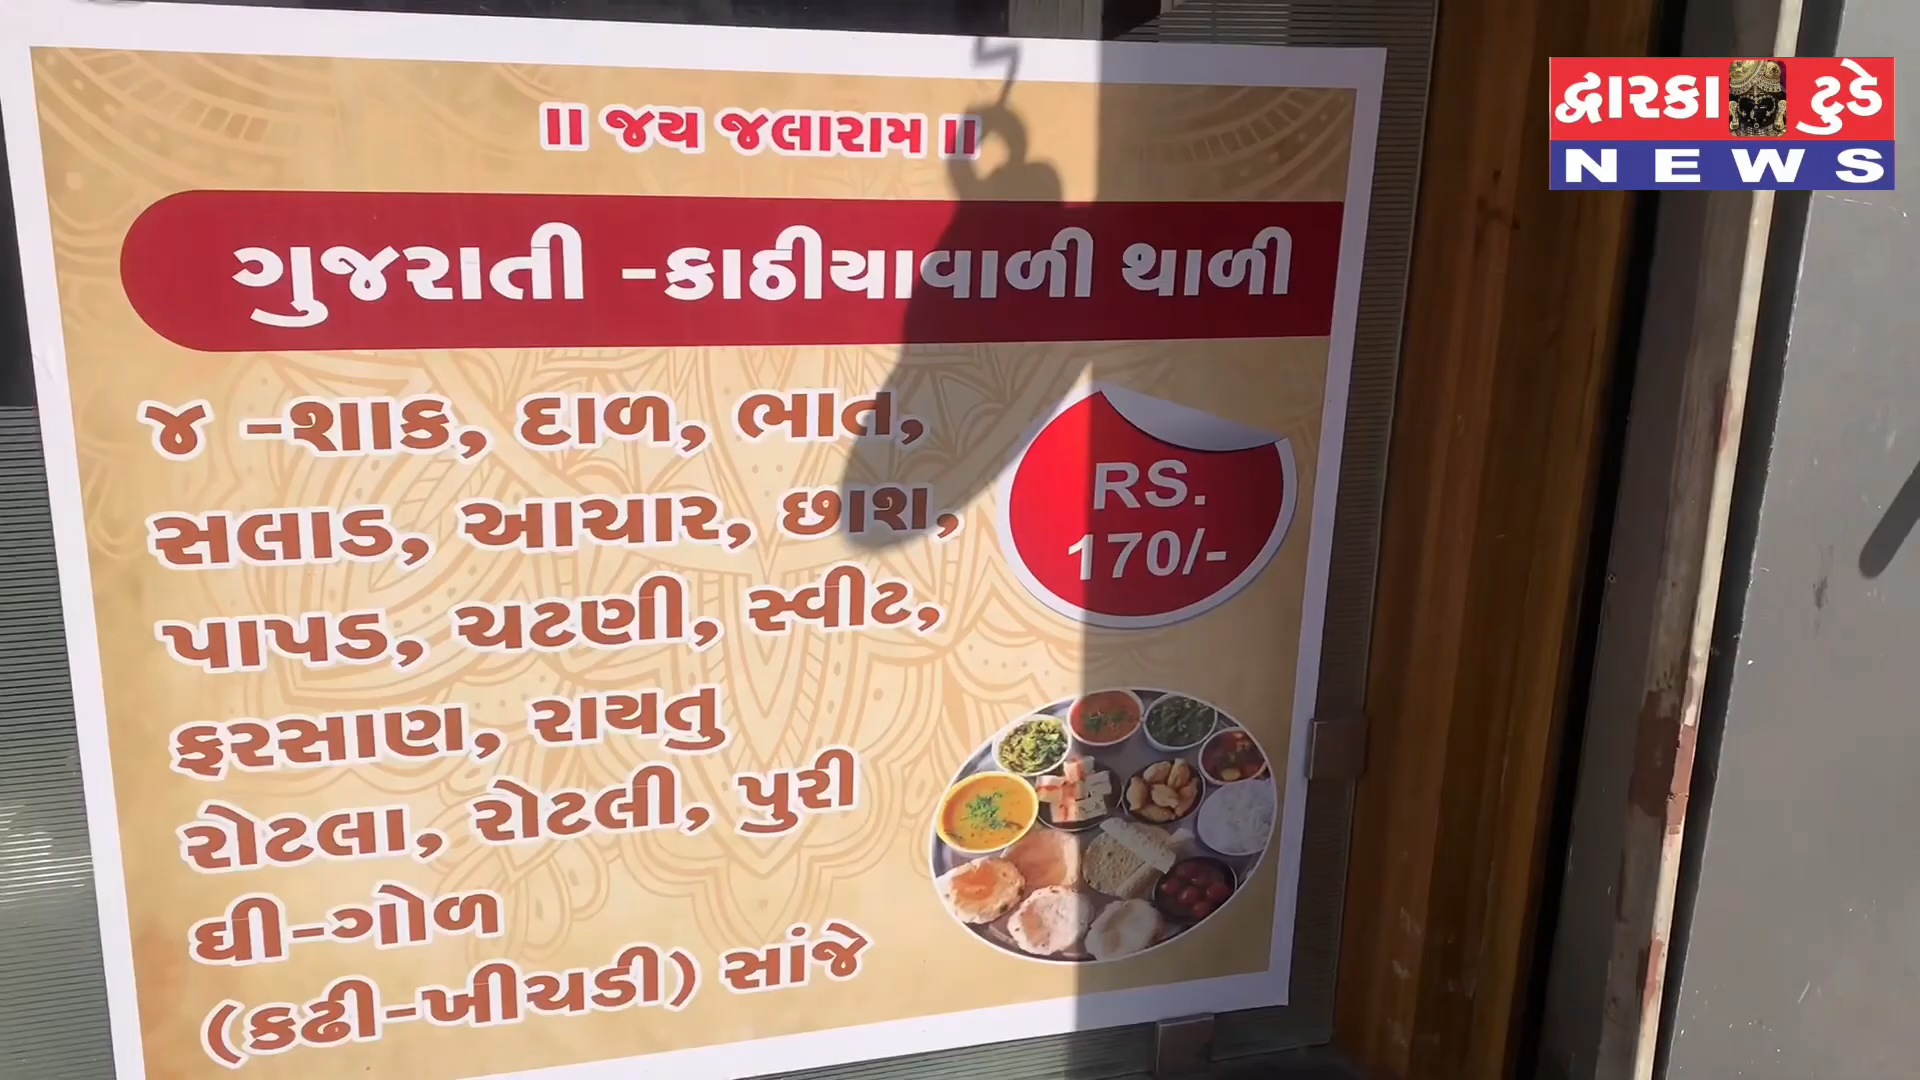 ॥ જય જલારામ ॥
ગુજરાતી -કાઠીયાવાળી થાળી
૪ -શાક, દાળ, ભાત,
સલાડ, આચાર, છાશ,
પાપડ, ચટણી, સ્વીટ,
ફરસાણ, રાયતુ
રોટલા, રોટલી, પુરી
ઘી-ગોળ
(કઢી-ખીચડી) સાંજે
RS.
170/-
દ્વારકા ટુડે
NEWS